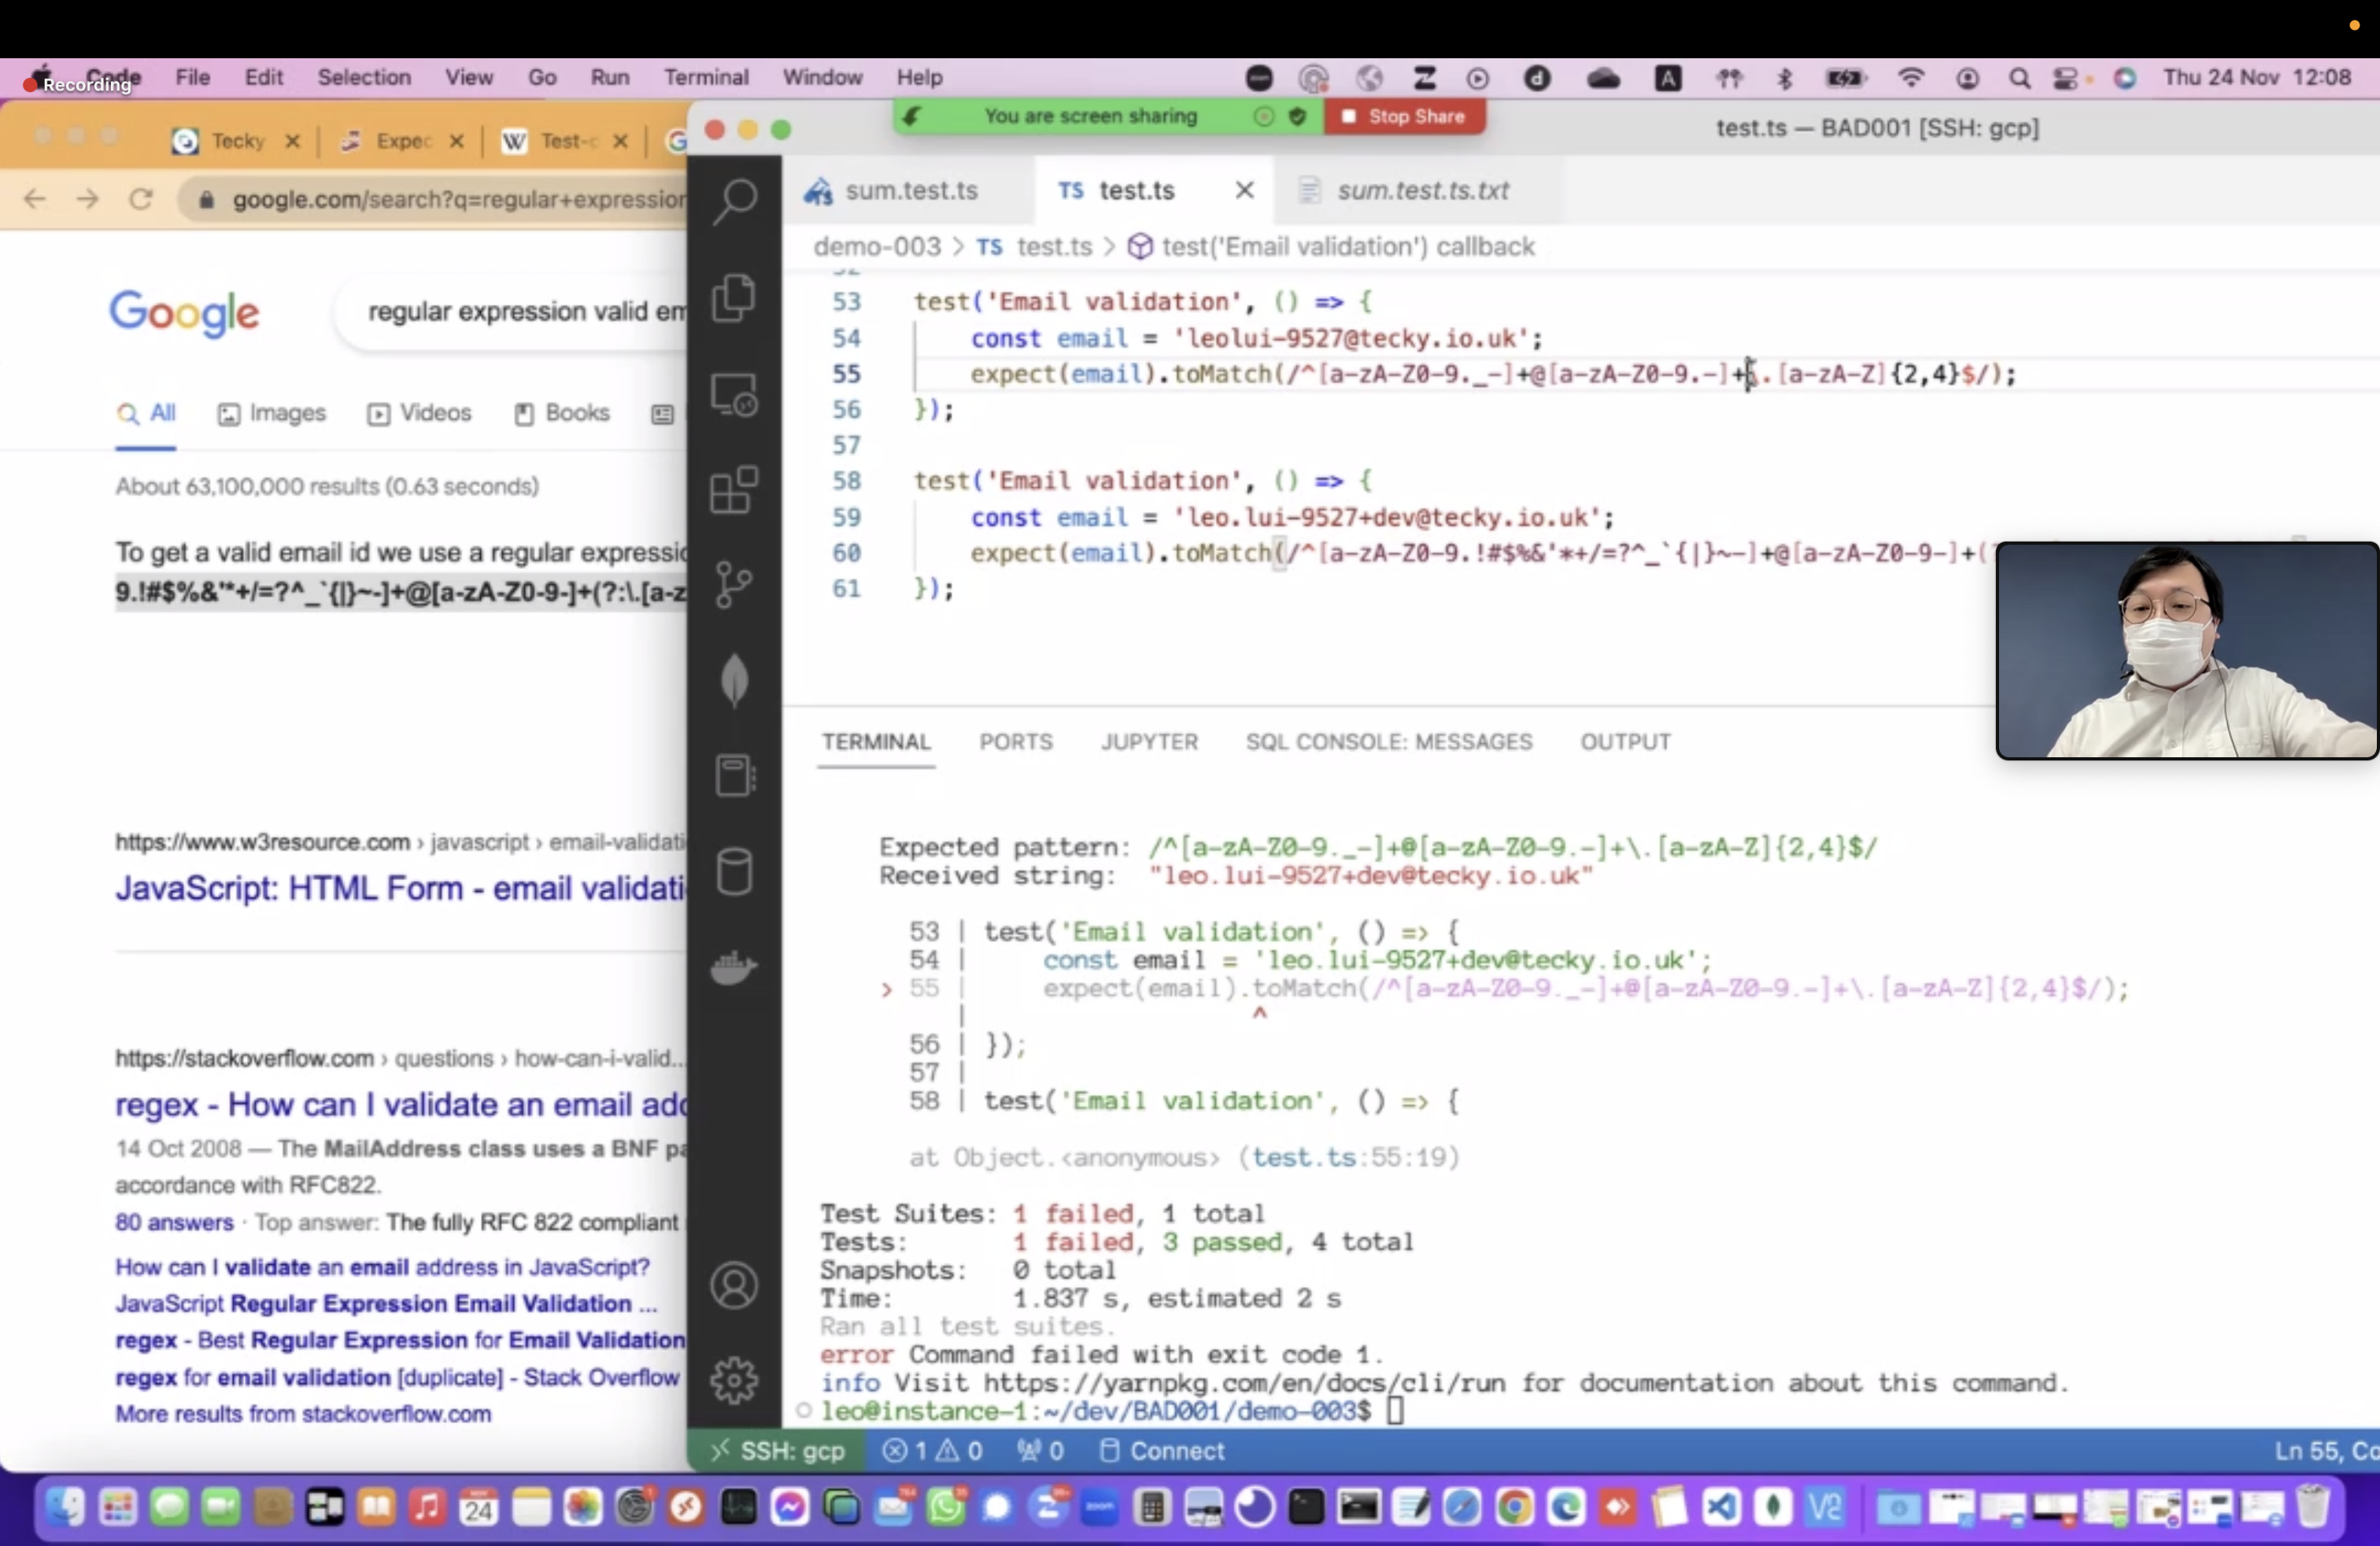 Code File Edit Selection View Go Run Terminal Window Help Thu 24 Nov 12:08
Recording
You are screen sharing Stop Share
test.ts — BAD001 [SSH: gcp]
Tecky Expec Test-c
google.com/search?q=regular+expression
Google
regular expression valid em
All Images Videos Books
About 63,100,000 results (0.63 seconds)
To get a valid email id we use a regular expressic
9.!#$%&'*+/=?^_`{|}~-]+@[a-zA-Z0-9-]+(?:\.[a-z
https://www.w3resource.com › javascript › email-validati
JavaScript: HTML Form - email validati
https://stackoverflow.com › questions › how-can-i-valid...
regex - How can I validate an email add
14 Oct 2008 — The MailAddress class uses a BNF pa
accordance with RFC822.
80 answers · Top answer: The fully RFC 822 compliant
How can I validate an email address in JavaScript?
JavaScript Regular Expression Email Validation ...
regex - Best Regular Expression for Email Validation
regex for email validation [duplicate] - Stack Overflow
More results from stackoverflow.com
sum.test.ts TS test.ts sum.test.ts.txt
demo-003 > TS test.ts > test('Email validation') callback
53 test('Email validation', () => {
54 const email = 'leolui-9527@tecky.io.uk';
55 expect(email).toMatch(/^[a-zA-Z0-9._-]+@[a-zA-Z0-9.-]+\.[a-zA-Z]{2,4}$/);
56 });
57
58 test('Email validation', () => {
59 const email = 'leo.lui-9527+dev@tecky.io.uk';
60 expect(email).toMatch(/^[a-zA-Z0-9.!#$%&'*+/=?^_`{|}~-]+@[a-zA-Z0-9-]+(
61 });
TERMINAL PORTS JUPYTER SQL CONSOLE: MESSAGES OUTPUT
Expected pattern: /^[a-zA-Z0-9._-]+@[a-zA-Z0-9.-]+\.[a-zA-Z]{2,4}$/
Received string: "leo.lui-9527+dev@tecky.io.uk"
53 | test('Email validation', () => {
54 | const email = 'leo.lui-9527+dev@tecky.io.uk';
> 55 | expect(email).toMatch(/^[a-zA-Z0-9._-]+@[a-zA-Z0-9.-]+\.[a-zA-Z]{2,4}$/);
| ^
56 | });
57 |
58 | test('Email validation', () => {
at Object.<anonymous> (test.ts:55:19)
Test Suites: 1 failed, 1 total
Tests: 1 failed, 3 passed, 4 total
Snapshots: 0 total
Time: 1.837 s, estimated 2 s
Ran all test suites.
error Command failed with exit code 1.
info Visit https://yarnpkg.com/en/docs/cli/run for documentation about this command.
leo@instance-1:~/dev/BAD001/demo-003$
SSH: gcp 1 0 0 Connect Ln 55, Co
NOV
24
zoom